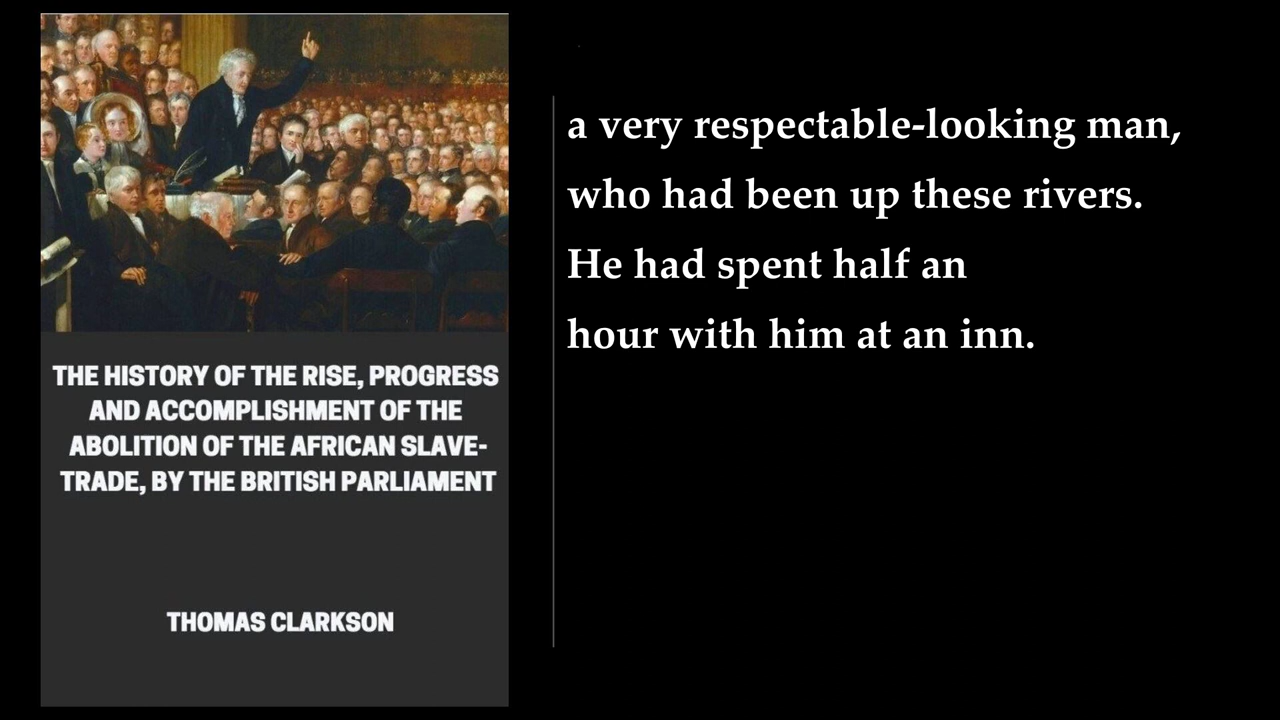 THE HISTORY OF THE RISE, PROGRESS
AND ACCOMPLISHMENT OF THE
ABOLITION OF THE AFRICAN SLAVE-
TRADE, BY THE BRITISH PARLIAMENT
THOMAS CLARKSON
a very respectable-looking man,
who had been up these rivers.
He had spent half an
hour with him at an inn.